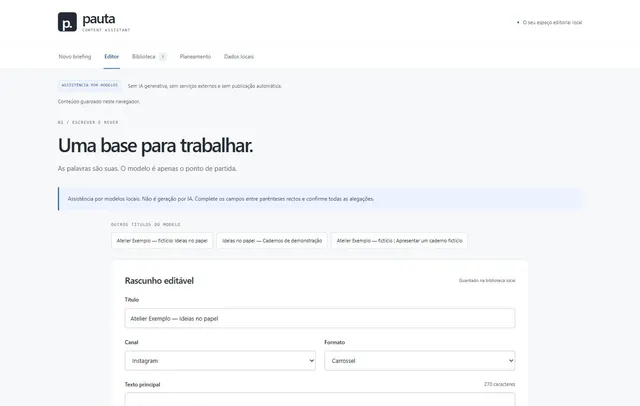 p.
pauta
CONTENT ASSISTANT
O seu espaço editorial local
Novo briefing
Editor
Biblioteca
Planeamento
Dados locais
ASSISTÊNCIA POR MODELOS
Sem IA generativa, sem serviços externos e sem publicação automática.
Conteúdo guardado neste navegador.
/ ESCREVER E REVER
Uma base para trabalhar.
As palavras são suas. O modelo é apenas o ponto de partida.
Assistência por modelos locais. Não é geração por IA. Complete os campos entre parênteses rectos e confirme todas as alegações.
OUTROS TÍTULOS DO MODELO
Atelier Exemplo — fictício: Ideias no papel
Ideias no papel — Cadernos de demonstração
Atelier Exemplo — fictício | Apresentar um caderno fictício
Rascunho editável
Guardado na biblioteca local
Título
Atelier Exemplo — Ideias no papel
Canal
Formato
Instagram
Carrossel
Texto principal
270 caracteres